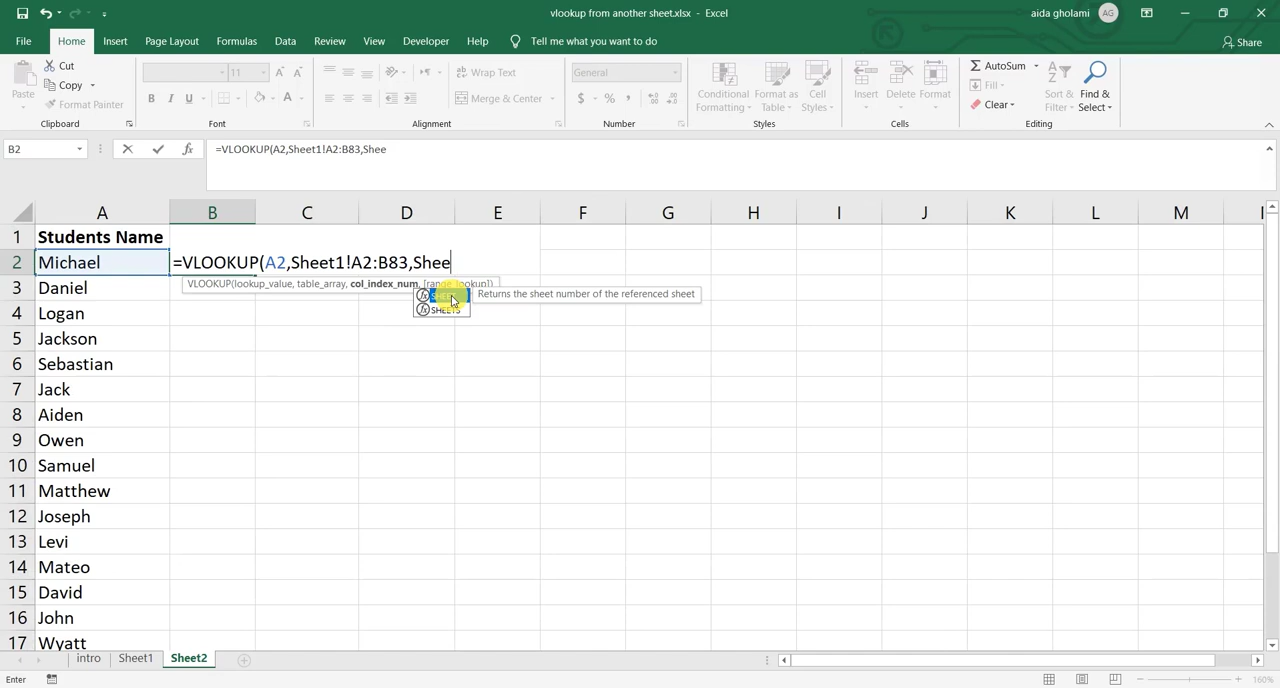 vlookup from another sheet.xlsx - Excel
aida gholami AG
File Home Insert Page Layout Formulas Data Review View Developer Help Tell me what you want to do Share
Paste Cut Copy Format Painter Clipboard
11 B I U A Font
Wrap Text Merge & Center Alignment
General $ % , Number
Conditional Formatting Format as Table Cell Styles Styles
Insert Delete Format Cells
AutoSum Fill Clear Sort & Filter Find & Select Editing
B2 fx =VLOOKUP(A2,Sheet1!A2:B83,Shee
A B C D E F G H I J K L M
1 Students Name
2 Michael =VLOOKUP(A2,Sheet1!A2:B83,Shee
VLOOKUP(lookup_value, table_array, col_index_num, [range_lookup])
3 Daniel
SHEET Returns the sheet number of the referenced sheet
SHEETS
4 Logan
5 Jackson
6 Sebastian
7 Jack
8 Aiden
9 Owen
10 Samuel
11 Matthew
12 Joseph
13 Levi
14 Mateo
15 David
16 John
17 Wyatt
intro Sheet1 Sheet2
Enter 160%